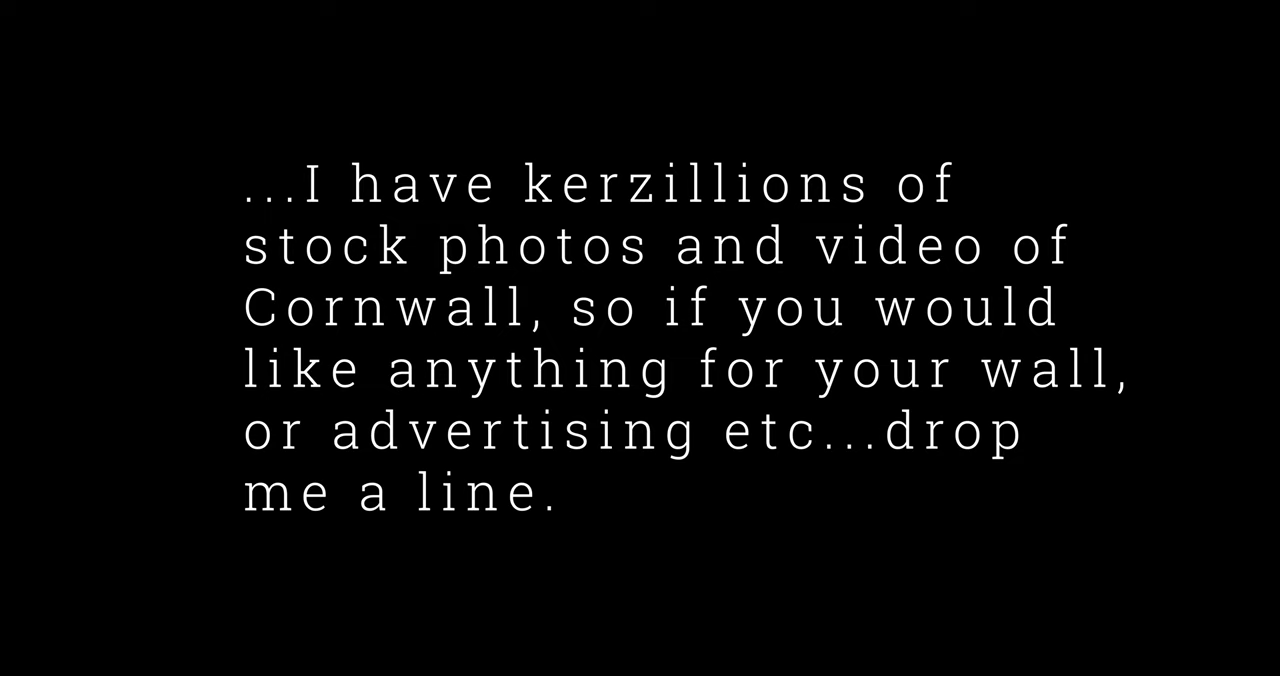 ...I have kerzillions of
stock photos and video of
Cornwall, so if you would
like anything for your wall,
or advertising etc...drop
me a line.